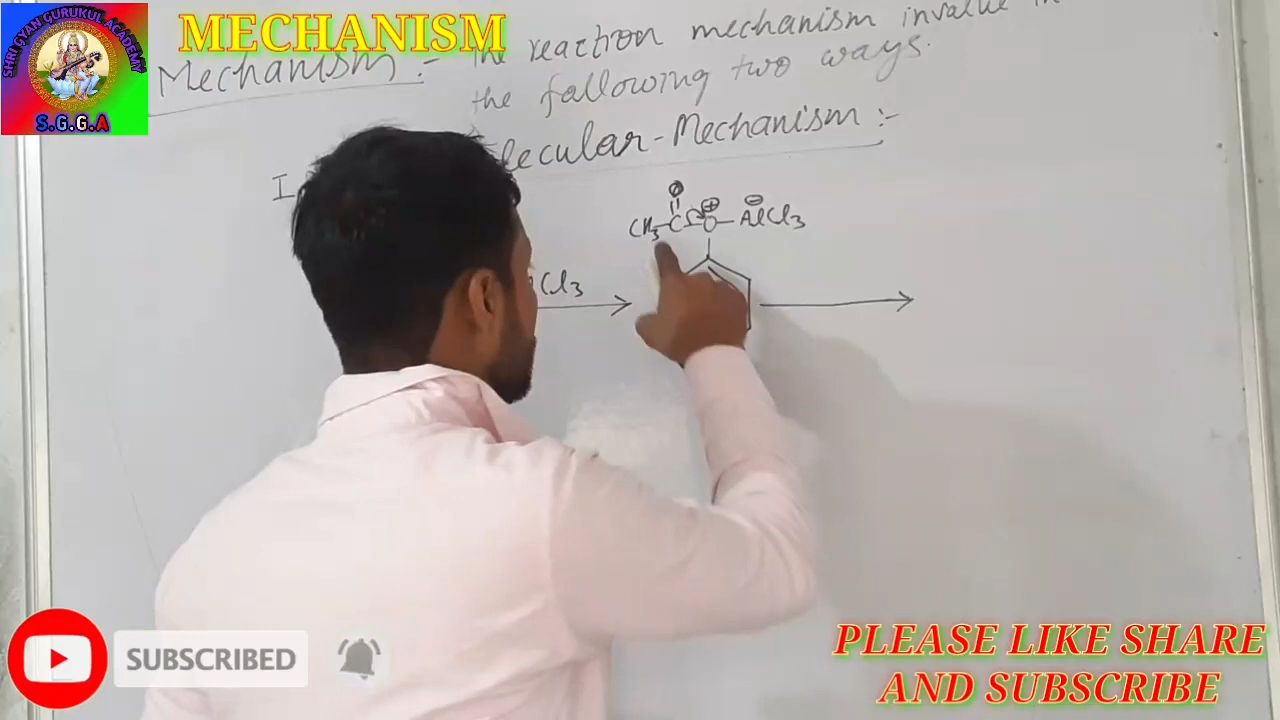 SHRI GYAN GURUKUL ACADEMY
S.G.G.A
MECHANISM
Mechanism :- The reaction mechanism invalue in
the following two ways.
I
lecular-Mechanism :-
O
CH3-C-O-AlCl3
⊕
⊖
Cl3
SUBSCRIBED
PLEASE LIKE SHARE
AND SUBSCRIBE